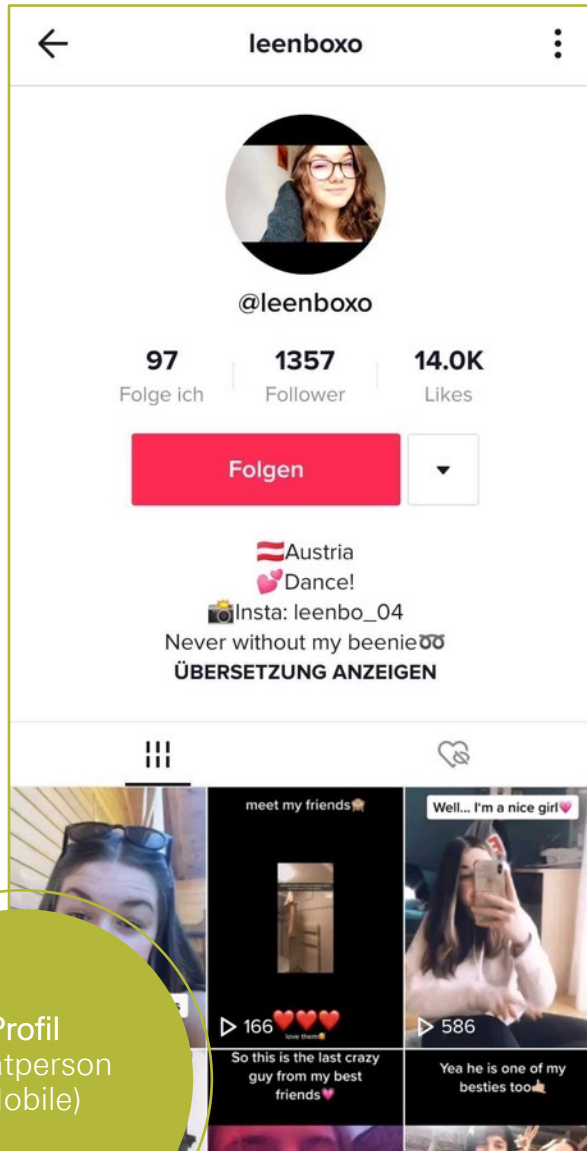 leenboxo
@leenboxo
97 1357 14.0K
Folge ich Follower Likes
Folgen
🇦🇹Austria
💕Dance!
📸Insta: leenbo_04
Never without my beenie➿
ÜBERSETZUNG ANZEIGEN
meet my friends🙈
Well... I'm a nice girl💗
166❤️❤️❤️
love them🥰
586
So this is the last crazy
guy from my best
friends💗
Yea he is one of my
besties too🤙🏼